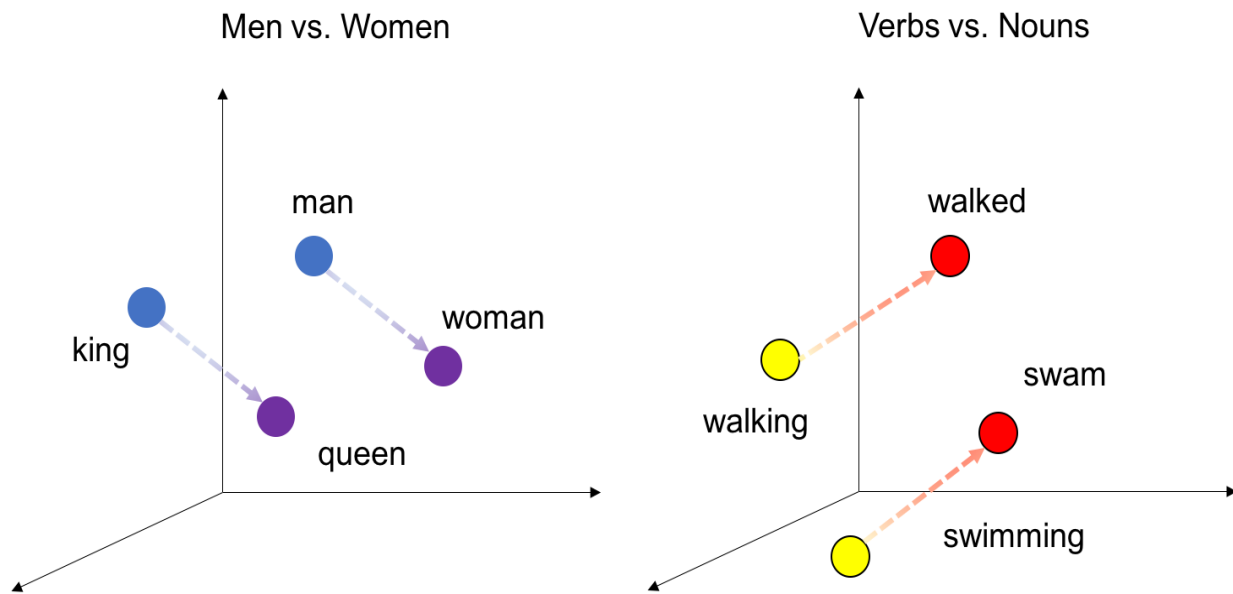 Men vs. Women
man
woman
king
queen
Verbs vs. Nouns
walked
swam
walking
swimming